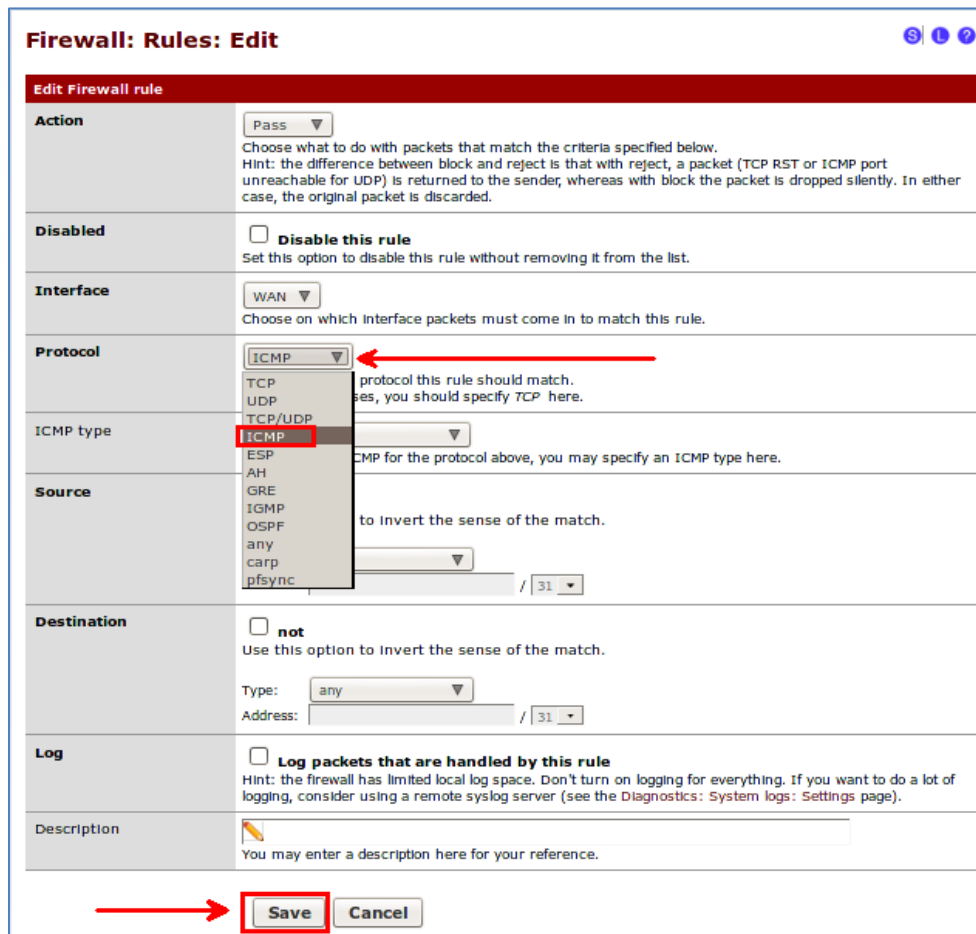 Firewall: Rules: Edit
S L ?
Edit Firewall rule
Action
Pass
Choose what to do with packets that match the criteria specified below.
Hint: the difference between block and reject is that with reject, a packet (TCP RST or ICMP port
unreachable for UDP) is returned to the sender, whereas with block the packet is dropped silently. In either
case, the original packet is discarded.
Disabled
Disable this rule
Set this option to disable this rule without removing it from the list.
Interface
WAN
Choose on which interface packets must come in to match this rule.
Protocol
ICMP
TCP
UDP
TCP/UDP
ICMP
ESP
AH
GRE
IGMP
OSPF
any
carp
pfsync
protocol this rule should match.
ses, you should specify TCP here.
ICMP type
CMP for the protocol above, you may specify an ICMP type here.
Source
to invert the sense of the match.
/ 31
Destination
not
Use this option to invert the sense of the match.
Type: any
Address: / 31
Log
Log packets that are handled by this rule
Hint: the firewall has limited local log space. Don't turn on logging for everything. If you want to do a lot of
logging, consider using a remote syslog server (see the Diagnostics: System logs: Settings page).
Description
You may enter a description here for your reference.
Save Cancel